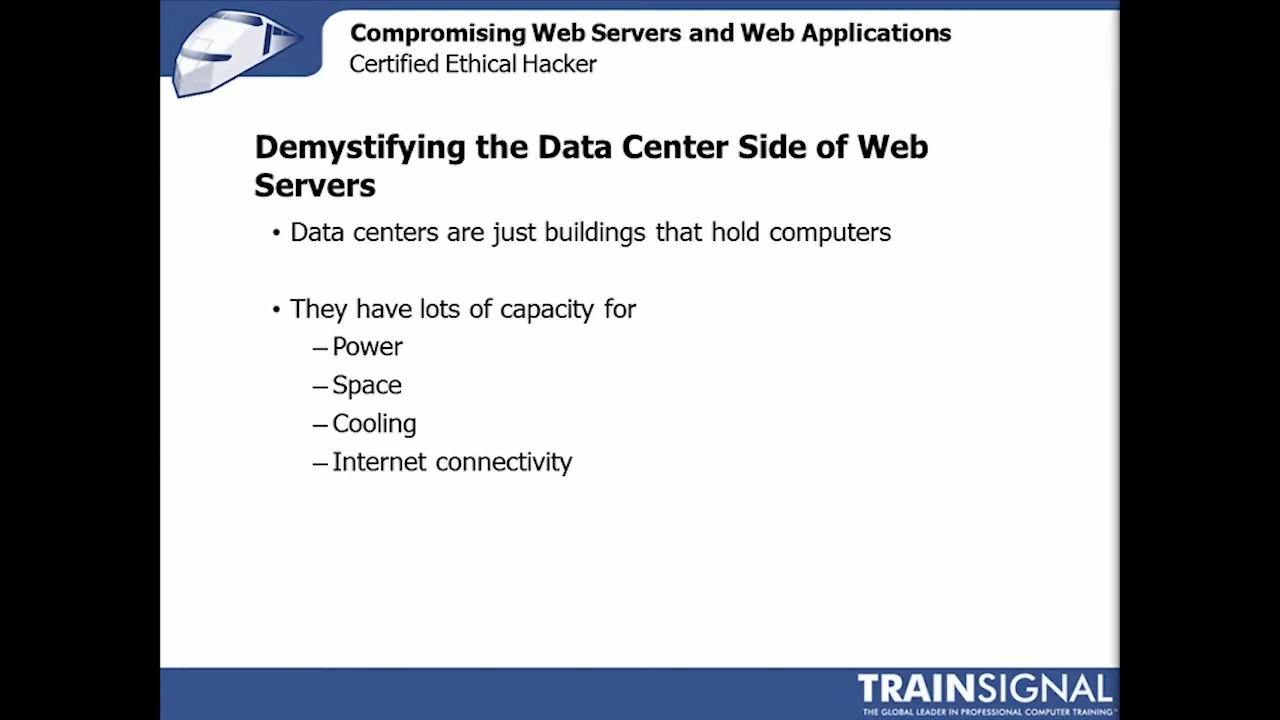 Compromising Web Servers and Web Applications
Certified Ethical Hacker
Demystifying the Data Center Side of Web
Servers
• Data centers are just buildings that hold computers
• They have lots of capacity for
– Power
– Space
– Cooling
– Internet connectivity
TRAINSIGNAL
THE GLOBAL LEADER IN PROFESSIONAL COMPUTER TRAINING™